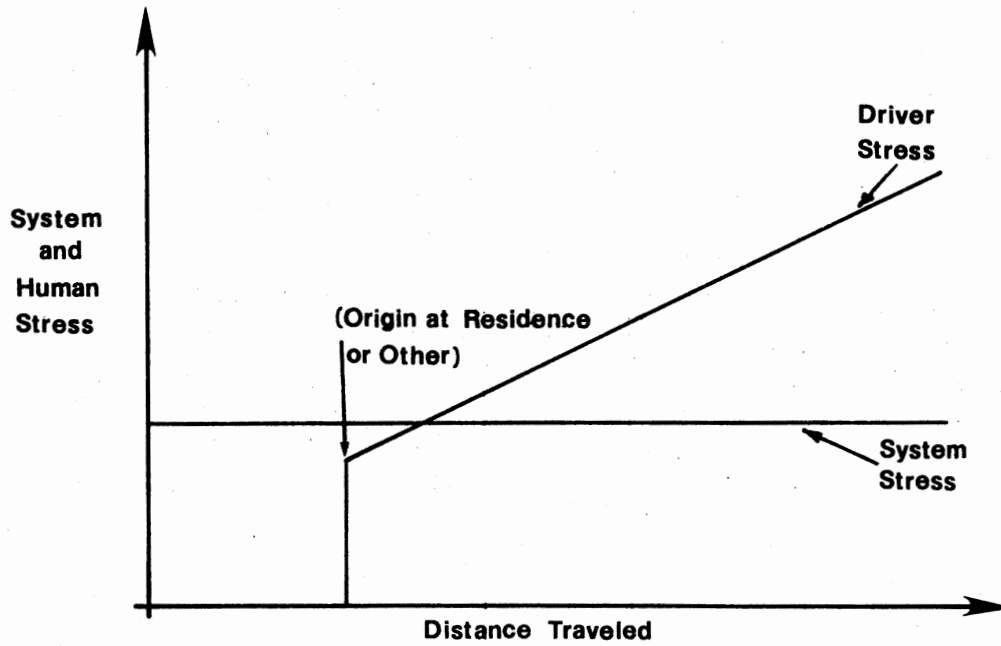 Driver
Stress
System
and
Human
Stress
(Origin at Residence
or Other)
System
Stress
Distance Traveled